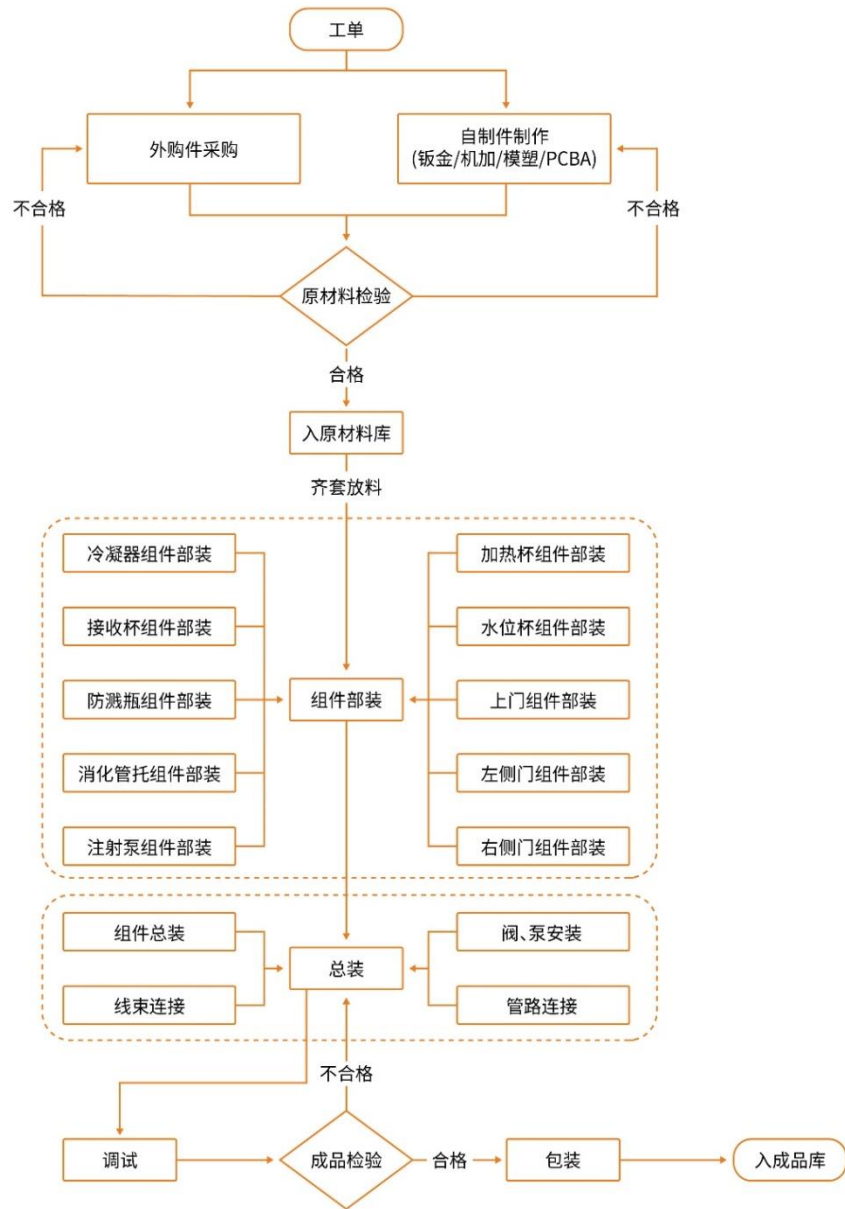 工单
外购件采购
自制件制作
(钣金/机加/模塑/PCBA)
不合格
不合格
原材料检验
合格
入原材料库
齐套放料
冷凝器组件部装
加热杯组件部装
接收杯组件部装
水位杯组件部装
防溅瓶组件部装
组件部装
上门组件部装
消化管托组件部装
左侧门组件部装
注射泵组件部装
右侧门组件部装
组件总装
阀、泵安装
总装
线束连接
管路连接
不合格
调试
成品检验
合格
包装
入成品库